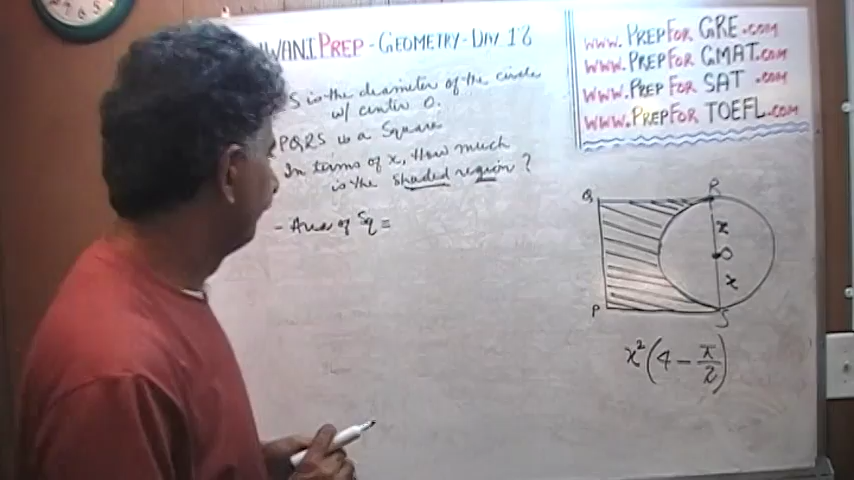 WANI PREP - GEOMETRY - DAY 18
S is the diameter of the circle
w/ center O.
PQRS is a Square
In terms of x, How much
is the shaded region?
- Area of Sq =
www.PREPFOR GRE.com
www.PREPFOR GMAT.com
www.PREPFOR SAT.com
www.PREPFOR TOEFL.com
Q R
x
O
x
P S
x²(4 - π/2)